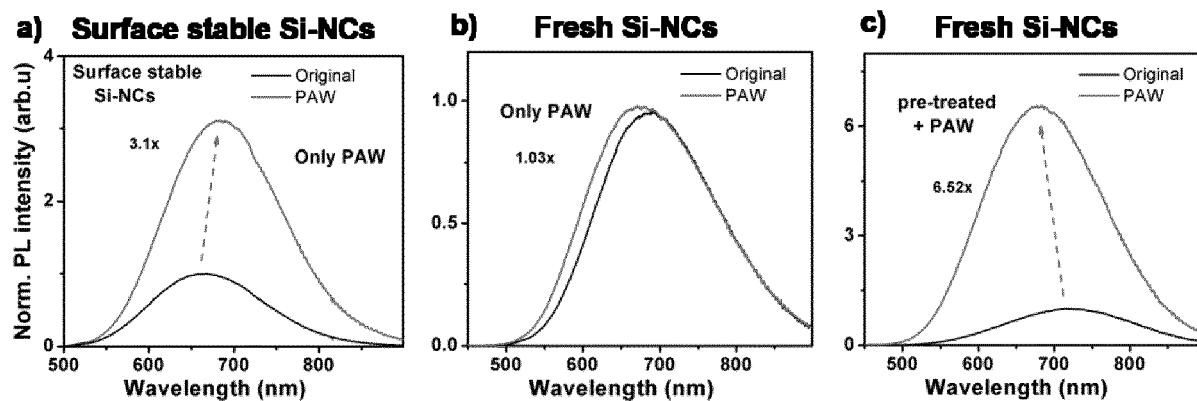 a) Surface stable Si-NCs
Norm. PL intensity (arb.u)
4
2
0
Surface stable
Si-NCs
Original
PAW
3.1x
Only PAW
500 600 700 800
Wavelength (nm)
b) Fresh Si-NCs
1.0
0.5
0.0
Only PAW
1.03x
Original
PAW
400 500 600 700 800
Wavelength (nm)
c) Fresh Si-NCs
6
3
0
Original
PAW
pre-treated
+ PAW
6.52x
400 500 600 700 800
Wavelength (nm)